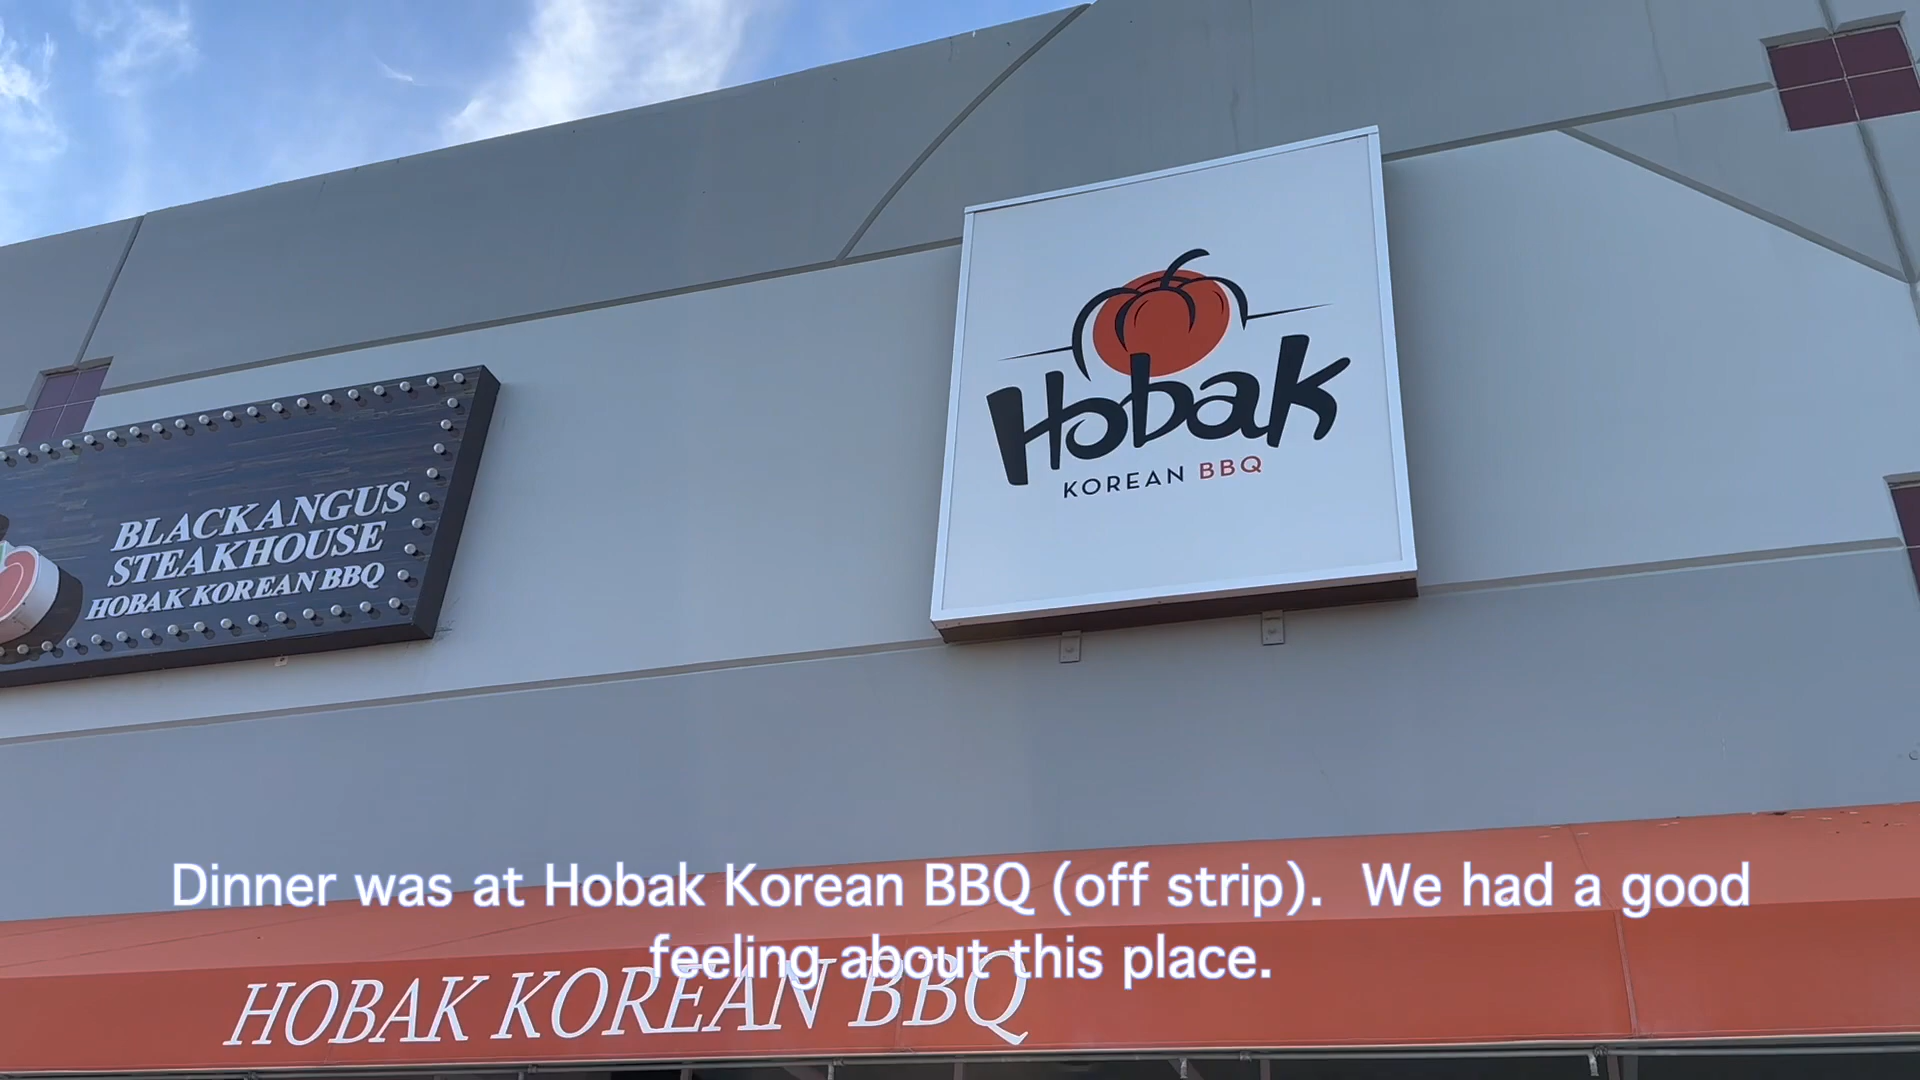 Hobak
KOREAN BBQ
BLACKANGUS
STEAKHOUSE
HOBAK KOREAN BBQ
Dinner was at Hobak Korean BBQ (off strip).  We had a good
feeling about this place.
HOBAK KOREAN BBQ